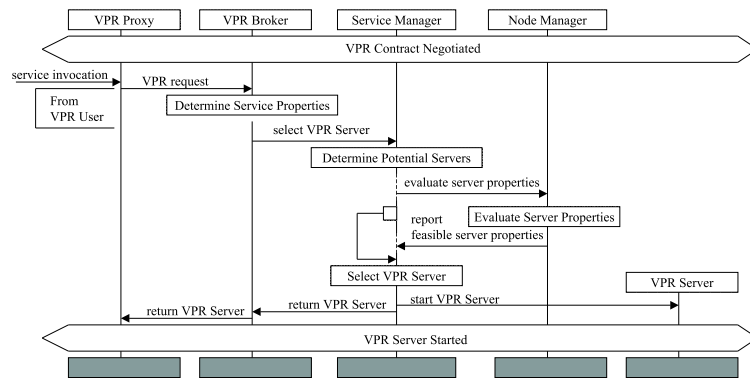 VPR Proxy
VPR Broker
Service Manager
Node Manager
VPR Contract Negotiated
service invocation
VPR request
From
VPR User
Determine Service Properties
select VPR Server
Determine Potential Servers
evaluate server properties
report
Evaluate Server Properties
feasible server properties
Select VPR Server
VPR Server
start VPR Server
return VPR Server
return VPR Server
VPR Server Started